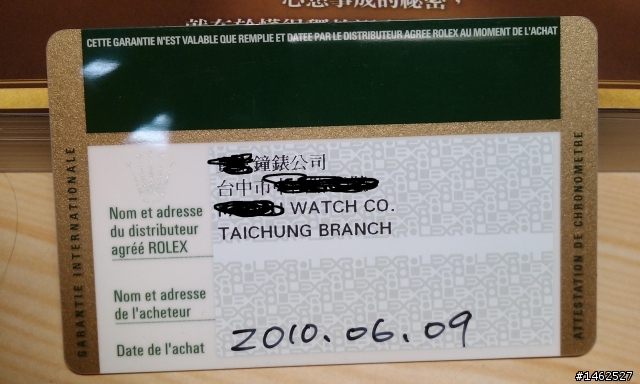 CETTE GARANTIE N'EST VALABLE QUE REMPLIE ET DATEE PAR LE DISTRIBUTEUR AGREE ROLEX AU MOMENT DE L'ACHAT
GARANTIE INTERNATIONALE
鐘錶公司
台中市
WATCH CO.
TAICHUNG BRANCH
Nom et adresse
du distributeur
agréé ROLEX
Nom et adresse
de l'acheteur
Date de l'achat
2010.06.09
ATTESTATION DE CHRONOMETRE
#1462527